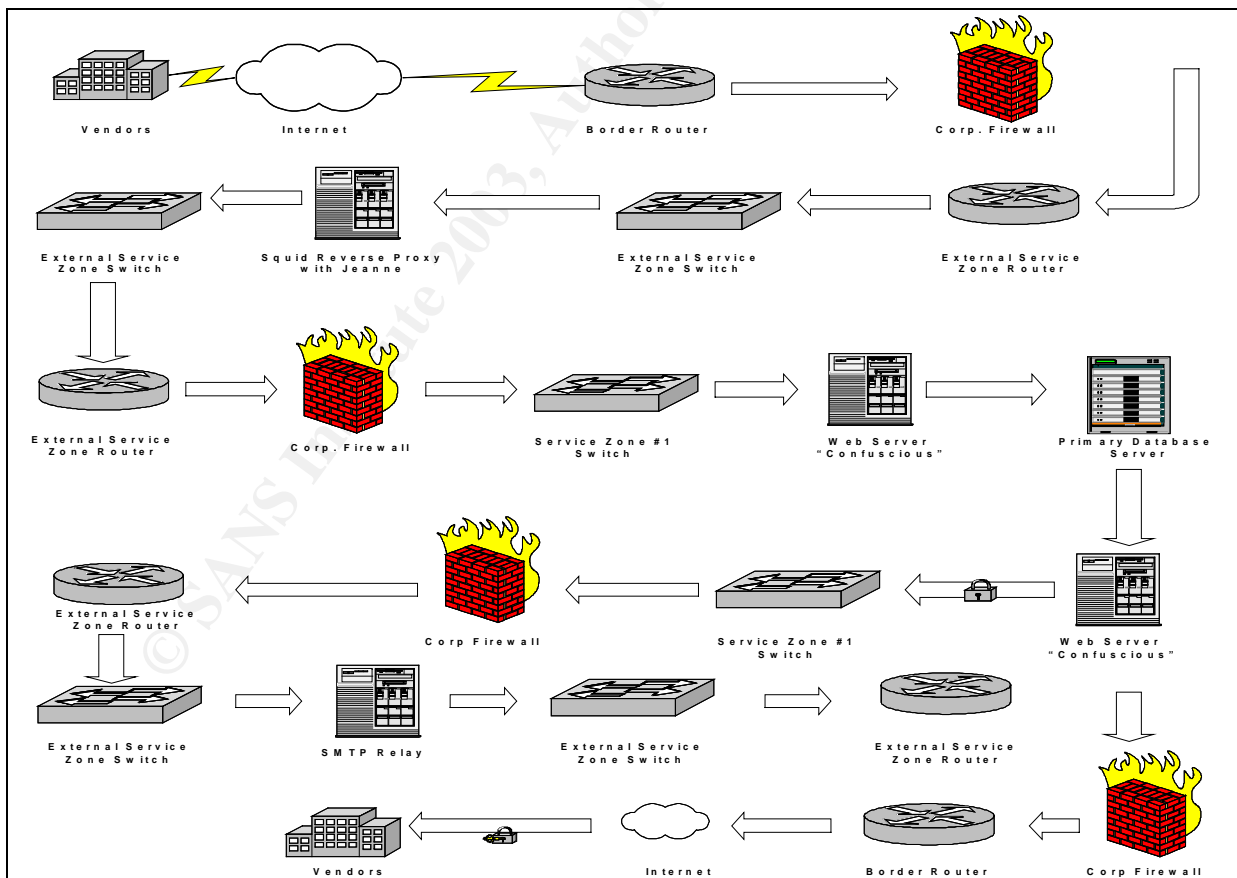 Vendors
Internet
Border Router
Corp. Firewall
External Service
Zone Switch
Squid Reverse Proxy
with Jeanne
External Service
Zone Switch
External Service
Zone Router
External Service
Zone Router
Corp. Firewall
Service Zone #1
Switch
Web Server
“Confuscious”
Primary Database
Server
External Service
Zone Router
Corp Firewall
Service Zone #1
Switch
Web Server
“Confuscious”
External Service
Zone Switch
SMTP Relay
External Service
Zone Switch
External Service
Zone Router
Vendors
Internet
Border Router
Corp Firewall
© SANS Institute 2003, Author